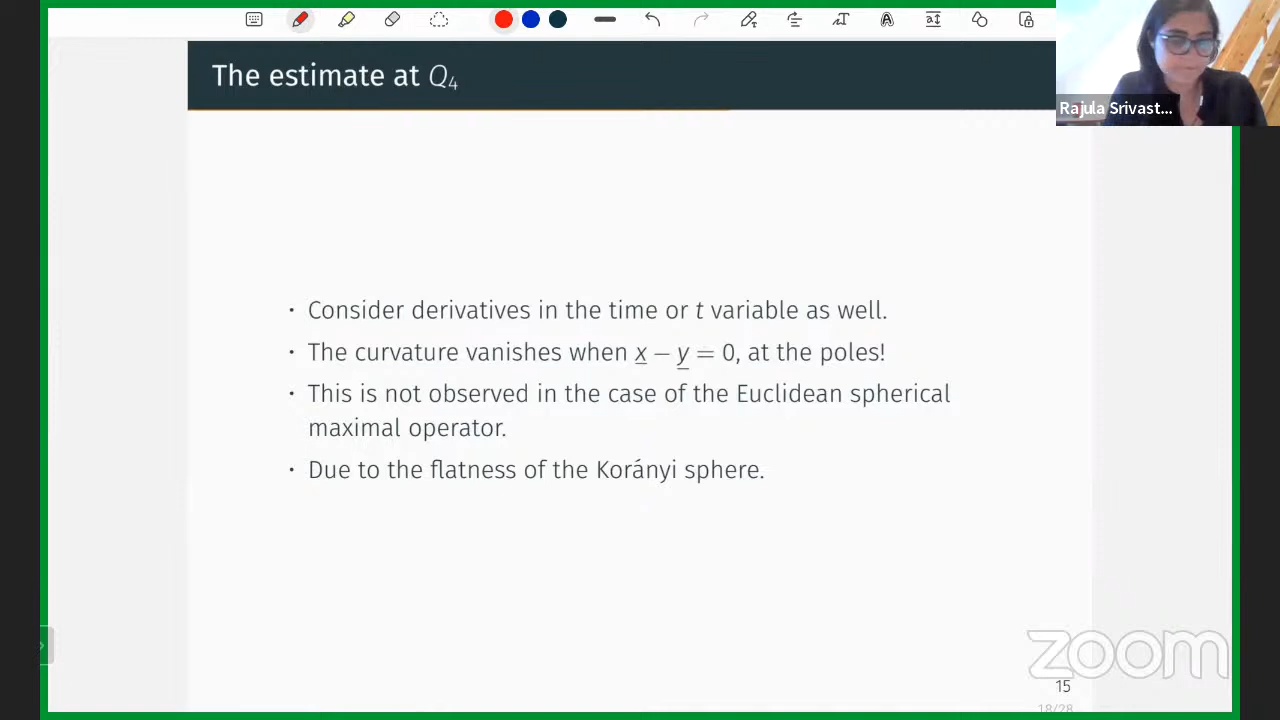 The estimate at Q₄
Rajula Srivast...
• Consider derivatives in the time or t variable as well.
• The curvature vanishes when x̲ − y̲ = 0, at the poles!
• This is not observed in the case of the Euclidean spherical
maximal operator.
• Due to the flatness of the Korányi sphere.
zoom
15
18/28